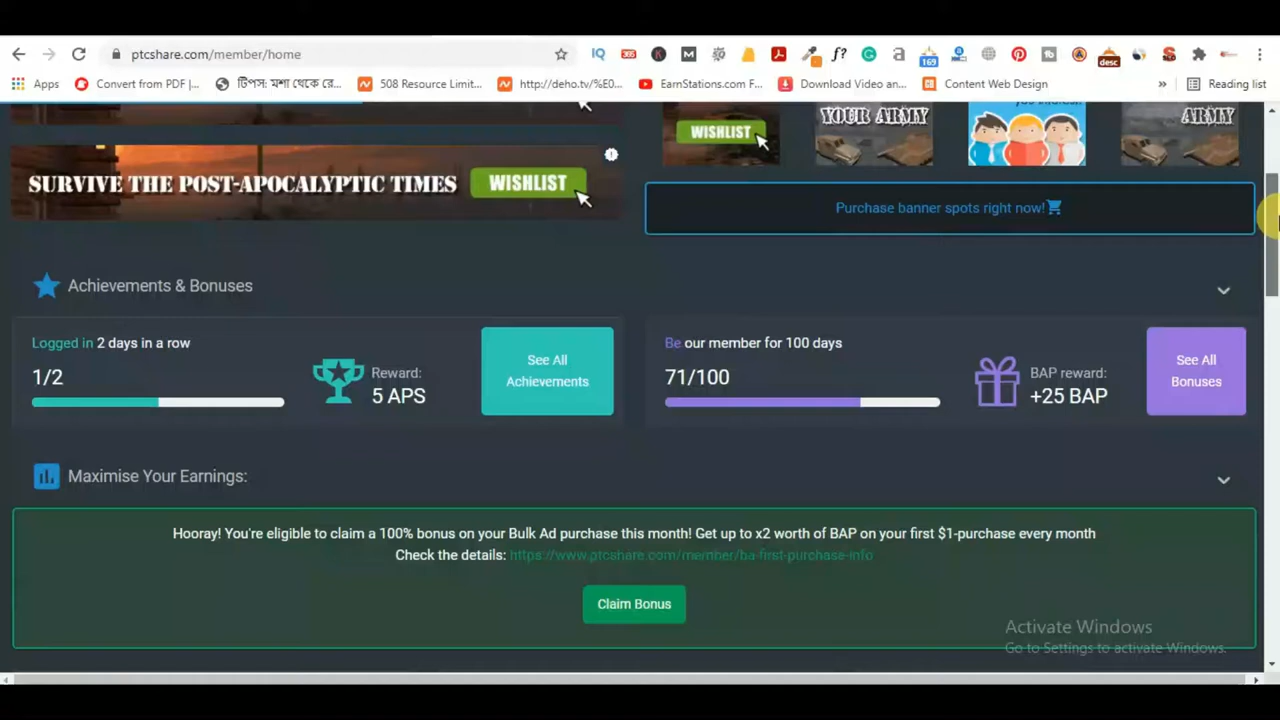 ptcshare.com/member/home
169
desc
Apps
Convert from PDF |...
টিপস: মশা থেকে রে...
508 Resource Limit...
http://deho.tv/%E0...
EarnStations.com F...
Download Video an...
Content Web Design
»
Reading list
WISHLIST
YOUR ARMY
ARMY
SURVIVE THE POST-APOCALYPTIC TIMES
WISHLIST
Purchase banner spots right now!
Achievements & Bonuses
Logged in 2 days in a row
1/2
Reward:
5 APS
See All
Achievements
Be our member for 100 days
71/100
BAP reward:
+25 BAP
See All
Bonuses
Maximise Your Earnings:
Hooray! You're eligible to claim a 100% bonus on your Bulk Ad purchase this month! Get up to x2 worth of BAP on your first $1-purchase every month
Check the details: https://www.ptcshare.com/member/ba-first-purchase-info
Claim Bonus
Activate Windows
Go to Settings to activate Windows.